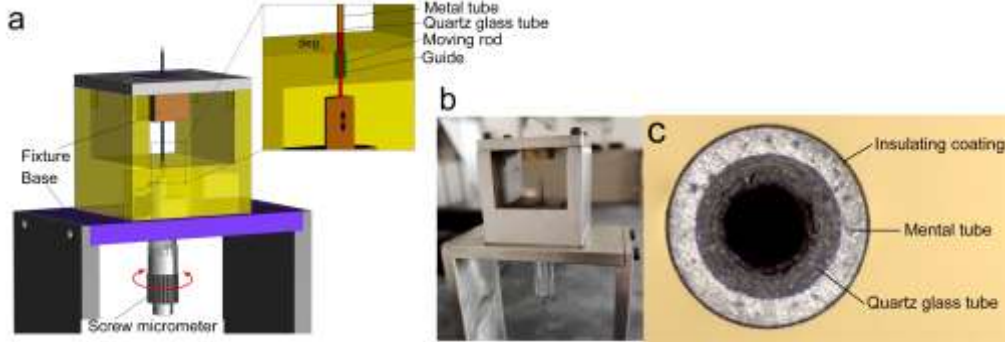 a
Metal tube
Quartz glass tube
Moving rod
Guide
deg
Fixture
Base
Screw micrometer
b
c
Insulating coating
Mental tube
Quartz glass tube